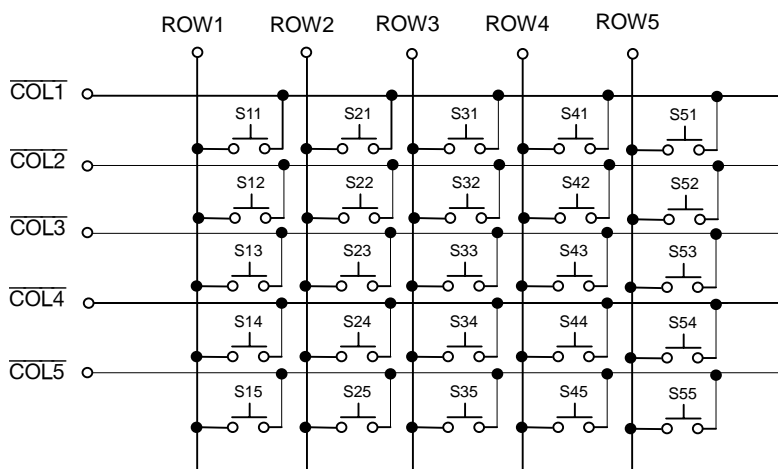 ROW1 ROW2 ROW3 ROW4 ROW5
COL1
S11 S21 S31 S41 S51
COL2
S12 S22 S32 S42 S52
COL3
S13 S23 S33 S43 S53
COL4
S14 S24 S34 S44 S54
COL5
S15 S25 S35 S45 S55